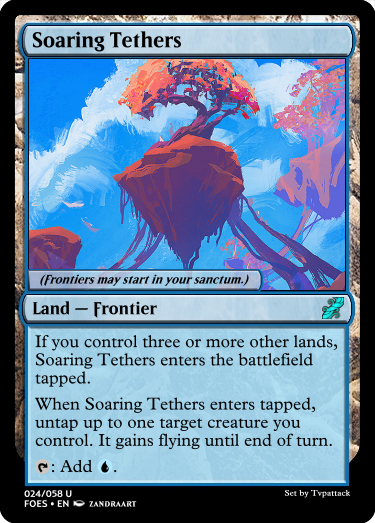 Soaring Tethers
(Frontiers may start in your sanctum.)
Land — Frontier
If you control three or more other lands,
Soaring Tethers enters the battlefield
tapped.
When Soaring Tethers enters tapped,
untap up to one target creature you
control. It gains flying until end of turn.
: Add .
024/058 U
FOES • EN ZANDRAART
Set by Tvpattack